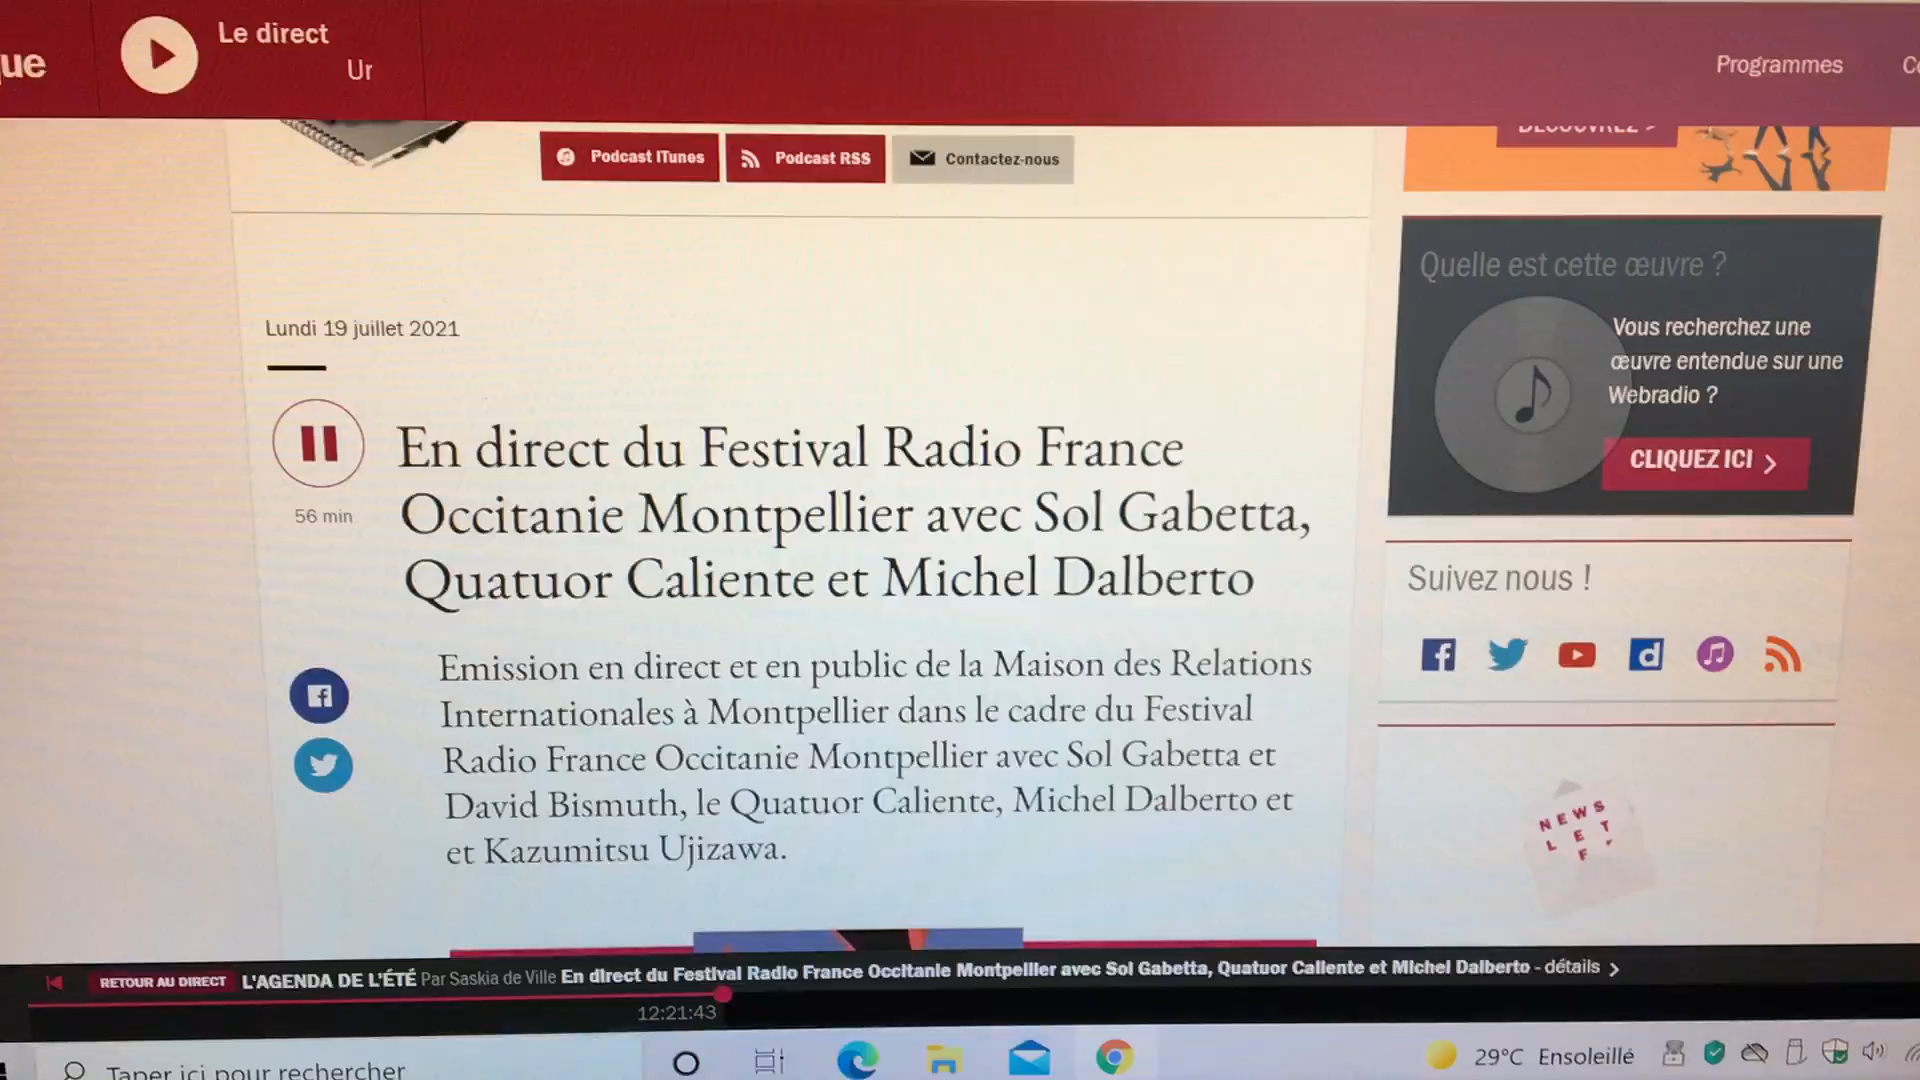 que
Le direct
Ur
Programmes
Podcast iTunes
Podcast RSS
Contactez-nous
DÉCOUVREZ >
Quelle est cette œuvre ?
Vous recherchez une
œuvre entendue sur une
Webradio ?
CLIQUEZ ICI >
Lundi 19 juillet 2021
56 min
En direct du Festival Radio France
Occitanie Montpellier avec Sol Gabetta,
Quatuor Caliente et Michel Dalberto
Emission en direct et en public de la Maison des Relations
Internationales à Montpellier dans le cadre du Festival
Radio France Occitanie Montpellier avec Sol Gabetta et
David Bismuth, le Quatuor Caliente, Michel Dalberto et
et Kazumitsu Ujizawa.
Suivez nous !
NEWS
LET
RETOUR AU DIRECT L'AGENDA DE L'ÉTÉ Par Saskia de Ville En direct du Festival Radio France Occitanie Montpellier avec Sol Gabetta, Quatuor Caliente et Michel Dalberto - détails >
12:21:43
Taper ici pour rechercher
29°C Ensoleillé